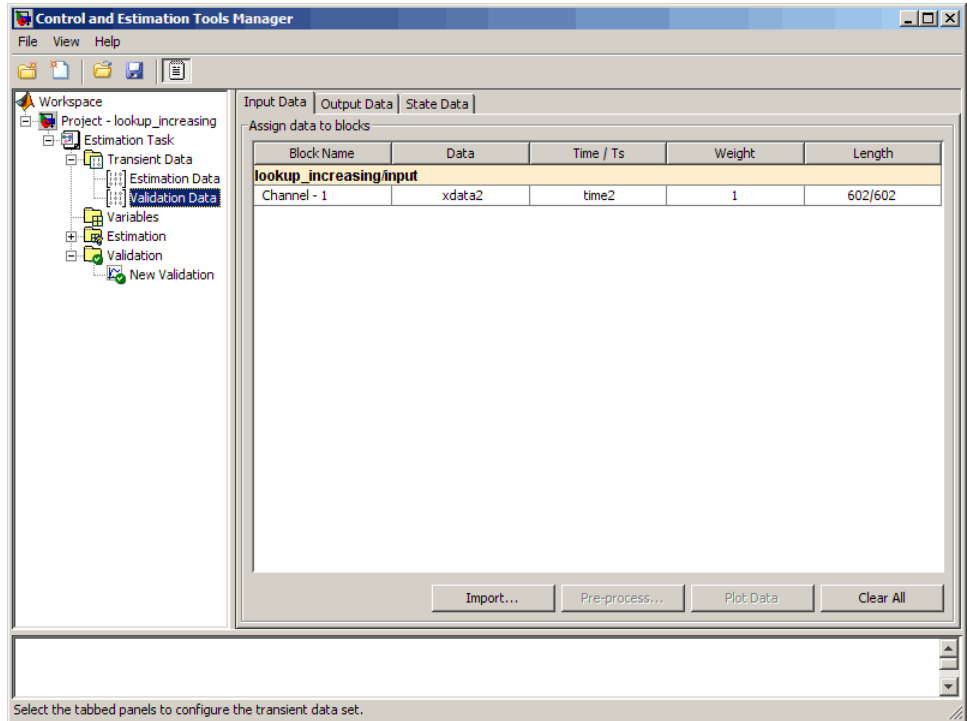 Control and Estimation Tools Manager
File View Help
Workspace
Project - lookup_increasing
Estimation Task
Transient Data
Estimation Data
Validation Data
Variables
Estimation
Validation
New Validation
Input Data Output Data State Data
Assign data to blocks
Block Name Data Time / Ts Weight Length
lookup_increasing/input
Channel - 1 xdata2 time2 1 602/602
Import... Pre-process... Plot Data Clear All
Select the tabbed panels to configure the transient data set.